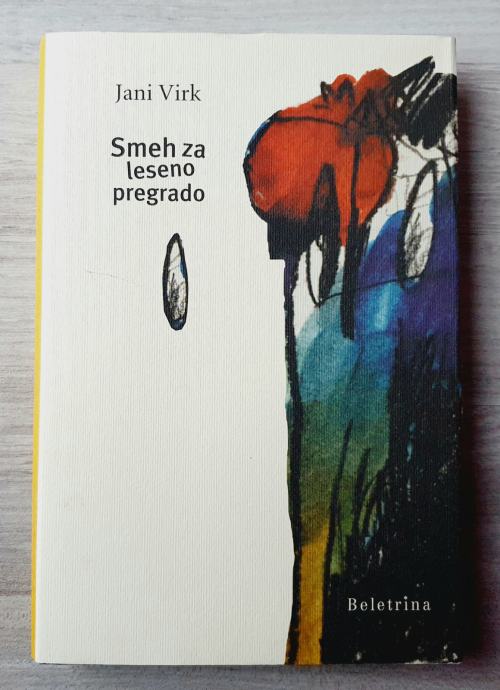 Jani Virk
Smeh za
leseno
pregrado
Beletrina